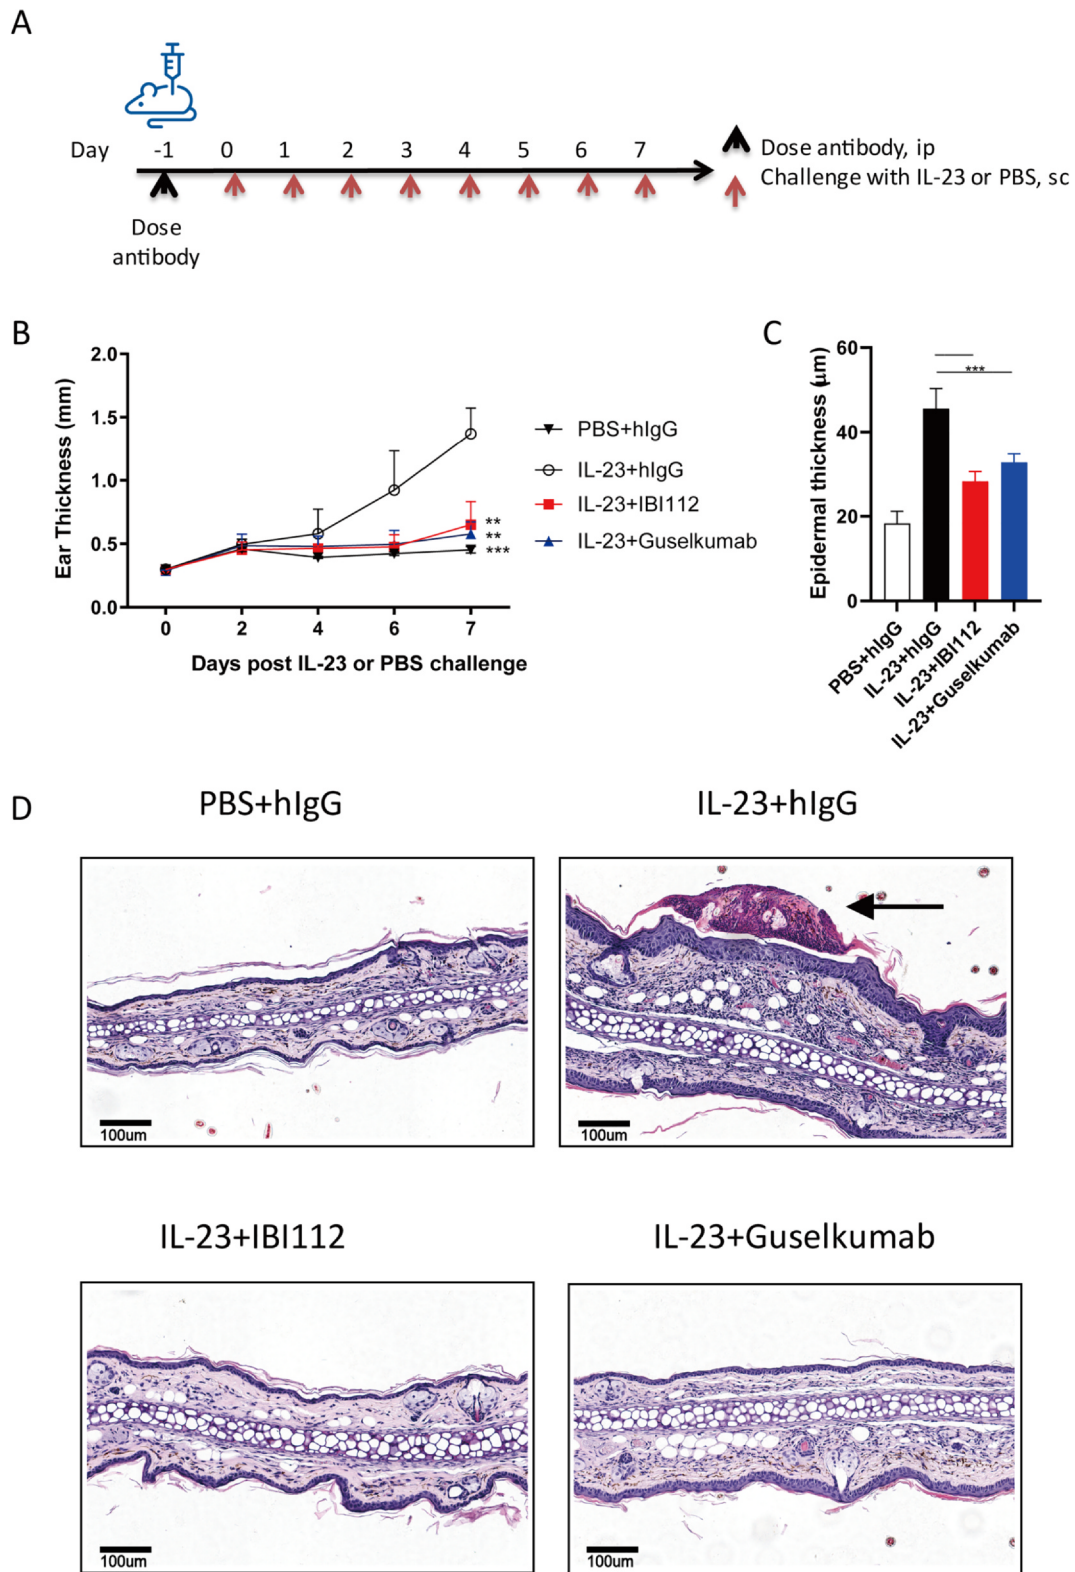 A
Day -1 0 1 2 3 4 5 6 7
Dose antibody, ip
Challenge with IL-23 or PBS, sc
Dose
antibody
B
Ear Thickness (mm)
2.0
1.5
1.0
0.5
0.0
0 2 4 6 7
Days post IL-23 or PBS challenge
**
**
***
PBS+hIgG
IL-23+hIgG
IL-23+IBI112
IL-23+Guselkumab
C
Epidermal thickness (μm)
60
40
20
0
***
PBS+hIgG
IL-23+hIgG
IL-23+IBI112
IL-23+Guselkumab
D
PBS+hIgG
IL-23+hIgG
100um
100um
IL-23+IBI112
IL-23+Guselkumab
100um
100um